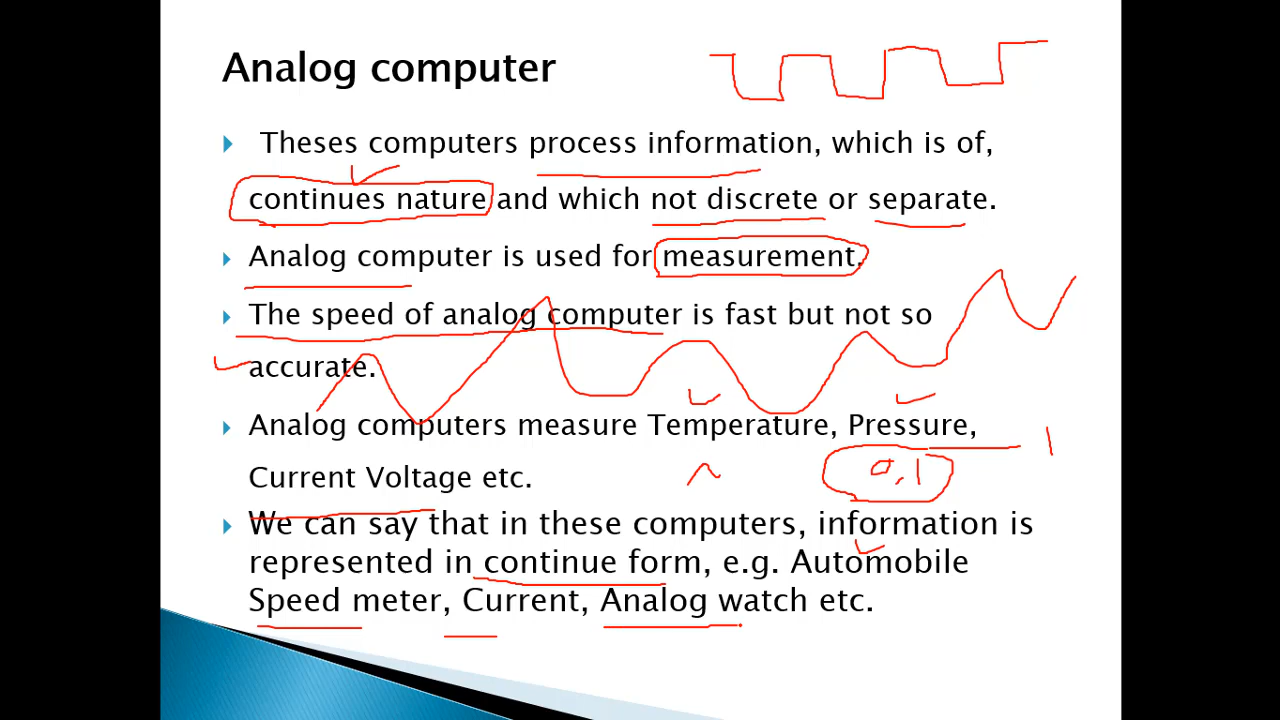 Analog computer
Theses computers process information, which is of,
continues nature and which not discrete or separate.
Analog computer is used for measurement.
The speed of analog computer is fast but not so
accurate.
Analog computers measure Temperature, Pressure,
Current Voltage etc.
0,1
We can say that in these computers, information is
represented in continue form, e.g. Automobile
Speed meter, Current, Analog watch etc.